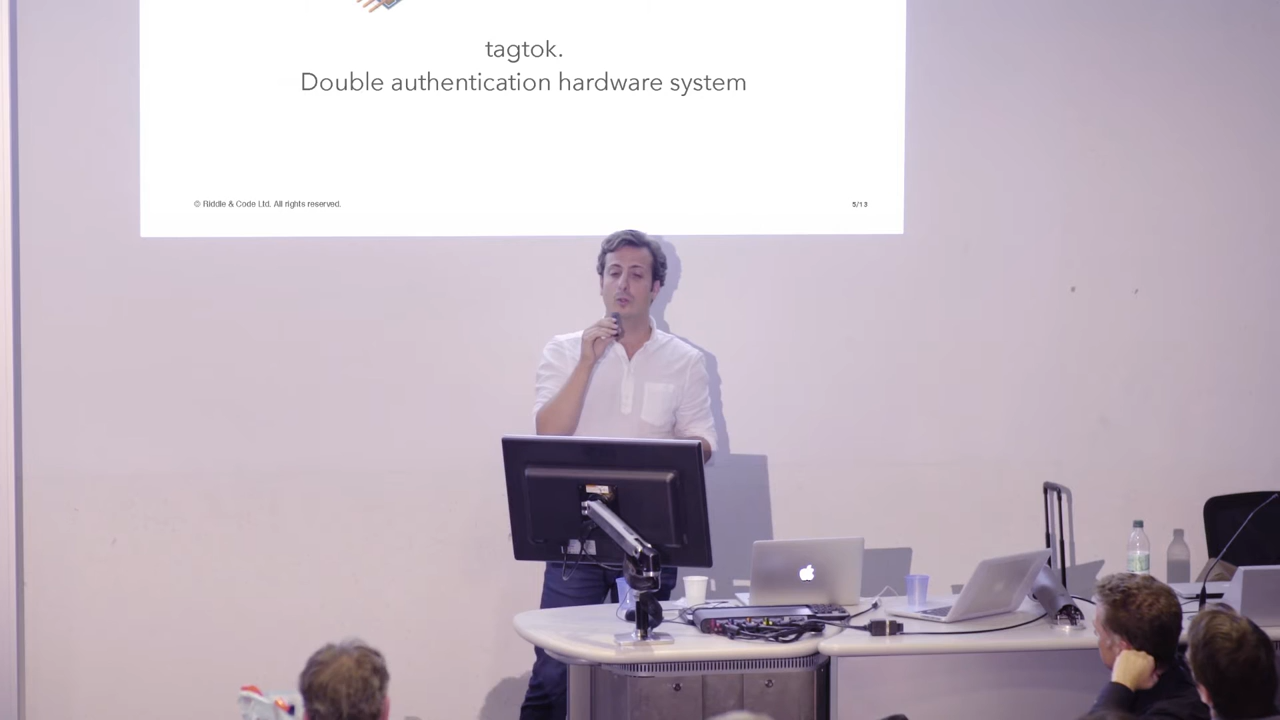 tagtok.
Double authentication hardware system
© Riddle & Code Ltd. All rights reserved.
5/13